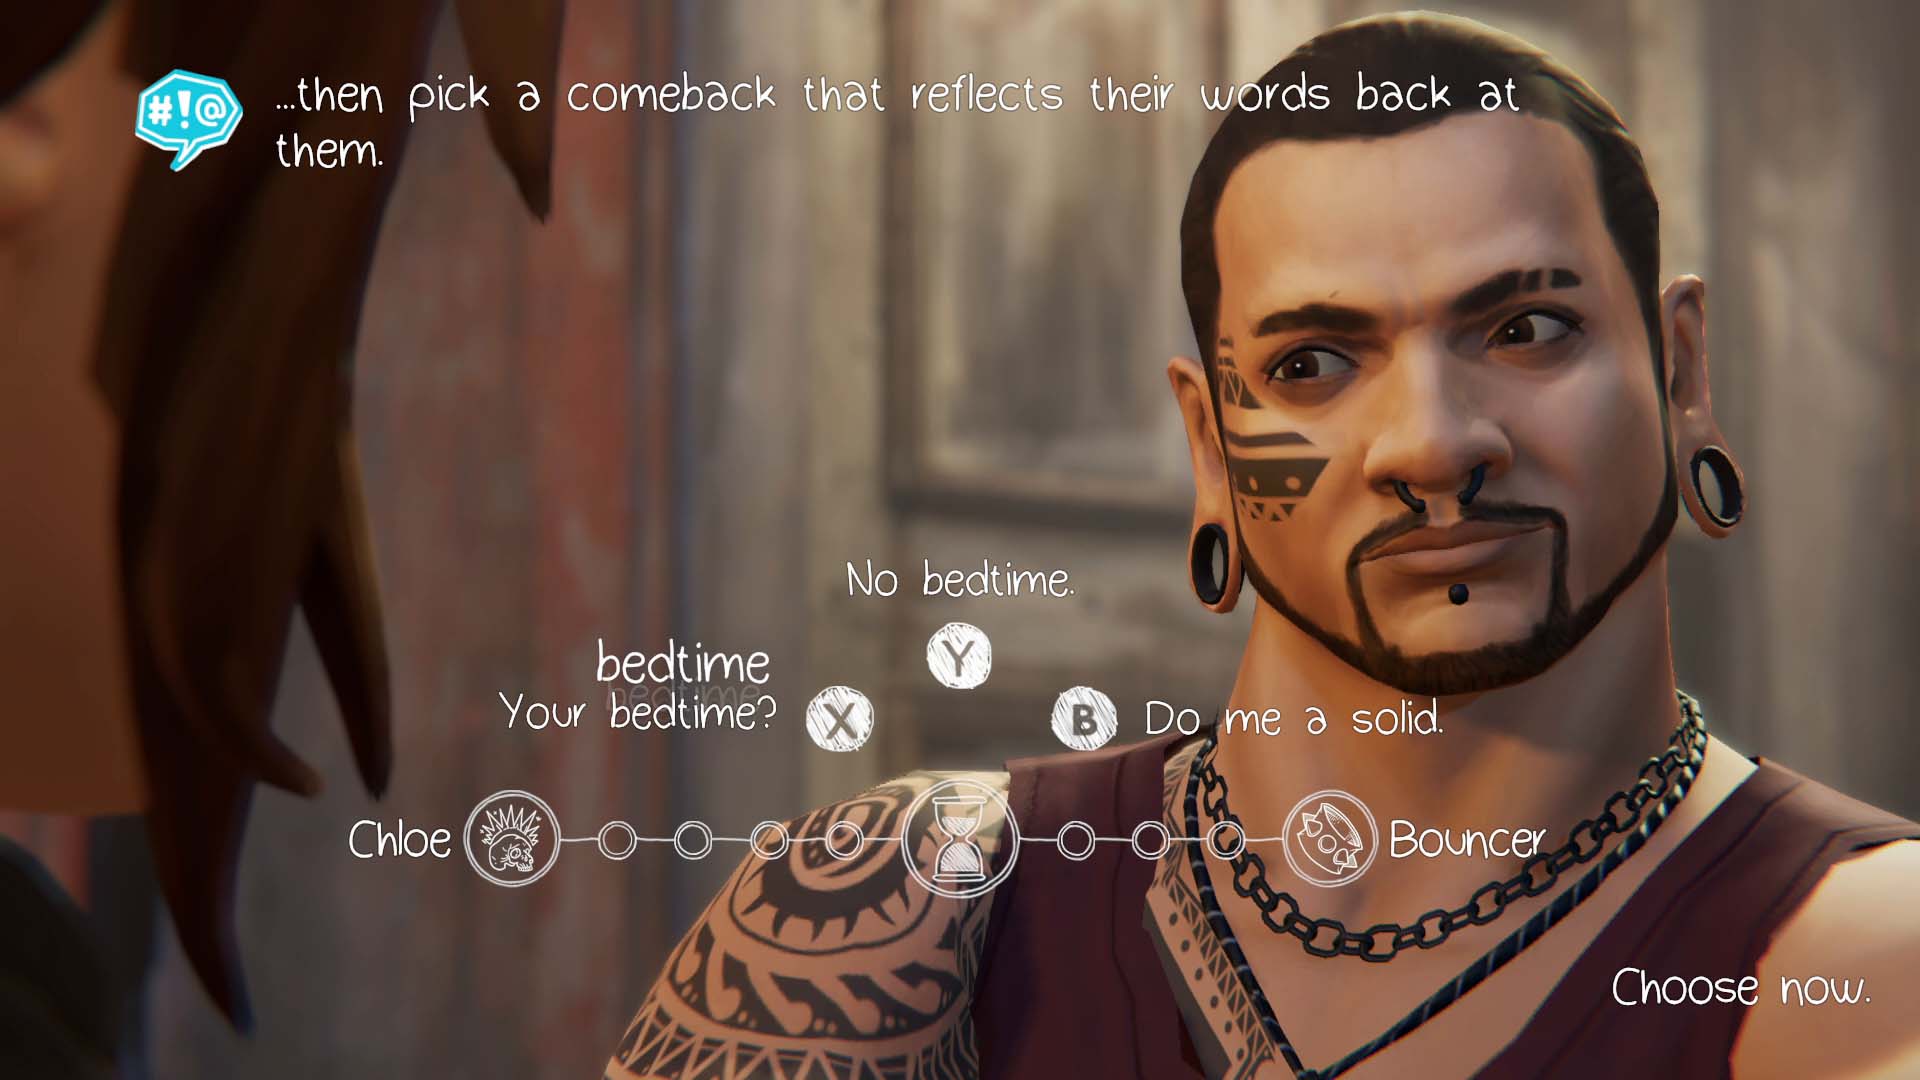 #!@
...then pick a comeback that reflects their words back at
them.
No bedtime.
Y
bedtime
bedtime
Your bedtime?
X
B
Do me a solid.
Chloe
Bouncer
Choose now.